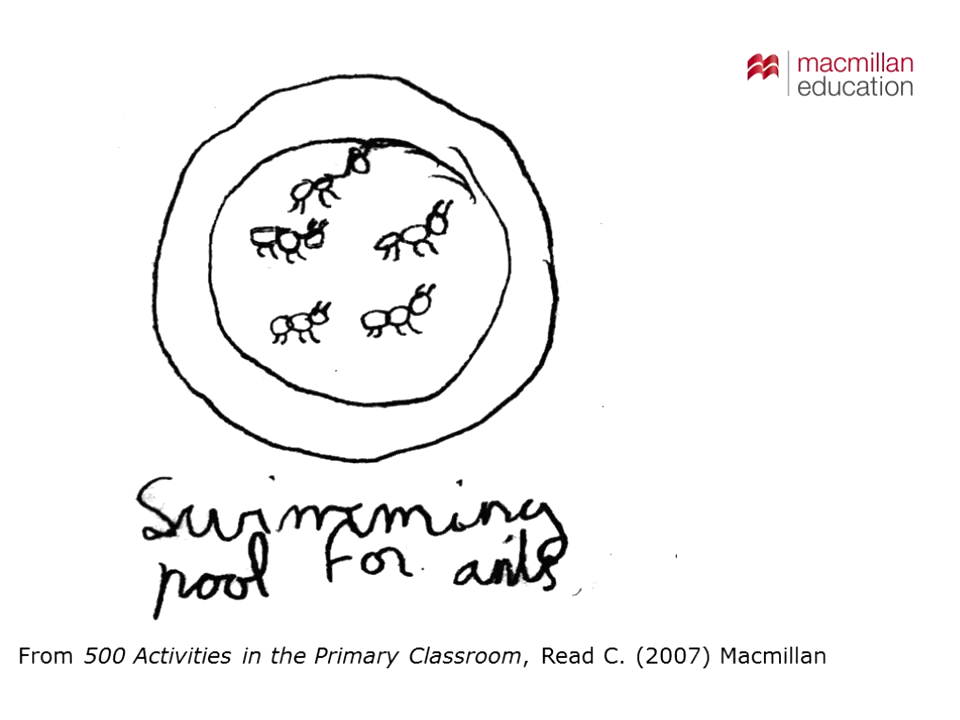 macmillan
education
Swimming
pool for ants
From 500 Activities in the Primary Classroom, Read C. (2007) Macmillan